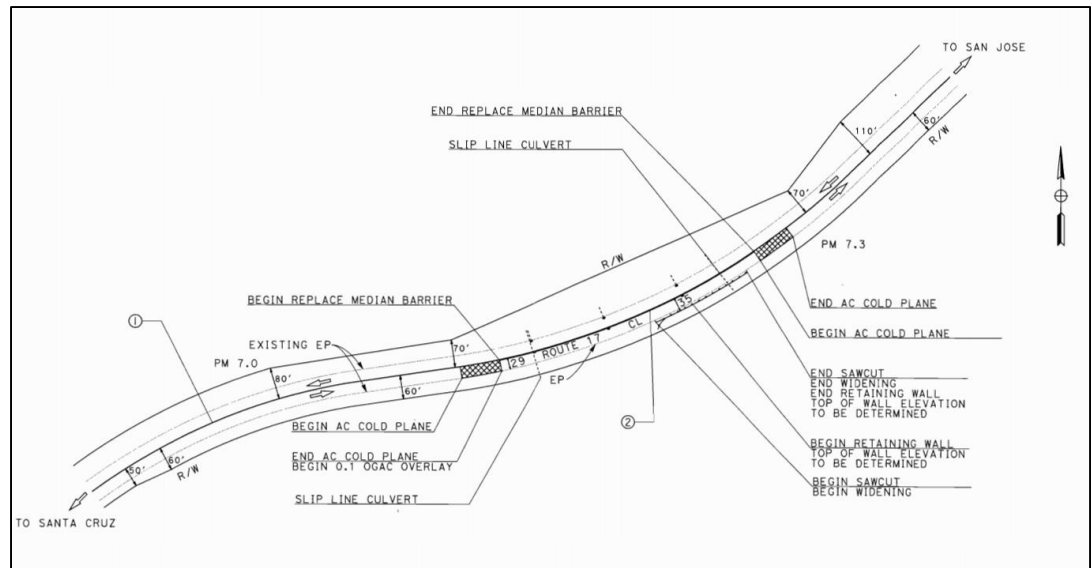 TO SAN JOSE
END REPLACE MEDIAN BARRIER
SLIP LINE CULVERT
110'
60'
R/W
70'
PM 7.3
R/W
BEGIN REPLACE MEDIAN BARRIER
END AC COLD PLANE
BEGIN AC COLD PLANE
35
CL
ROUTE 17
29
EP
1
EXISTING EP
PM 7.0
70'
80'
60'
END SAWCUT
END WIDENING
END RETAINING WALL
TOP OF WALL ELEVATION
TO BE DETERMINED
2
BEGIN AC COLD PLANE
BEGIN RETAINING WALL
TOP OF WALL ELEVATION
TO BE DETERMINED
END AC COLD PLANE
BEGIN 0.1 OGAC OVERLAY
BEGIN SAWCUT
BEGIN WIDENING
SLIP LINE CULVERT
50'
60'
R/W
TO SANTA CRUZ